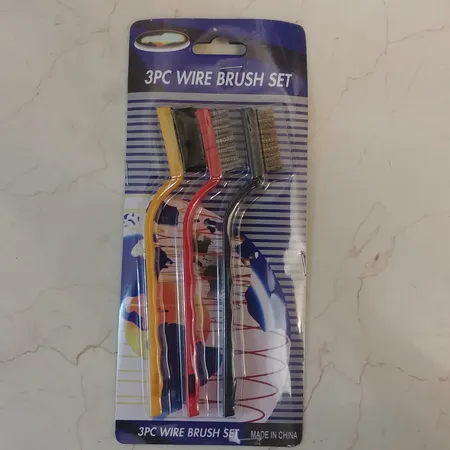 3PC WIRE BRUSH SET
3PC WIRE BRUSH SET
MADE IN CHINA